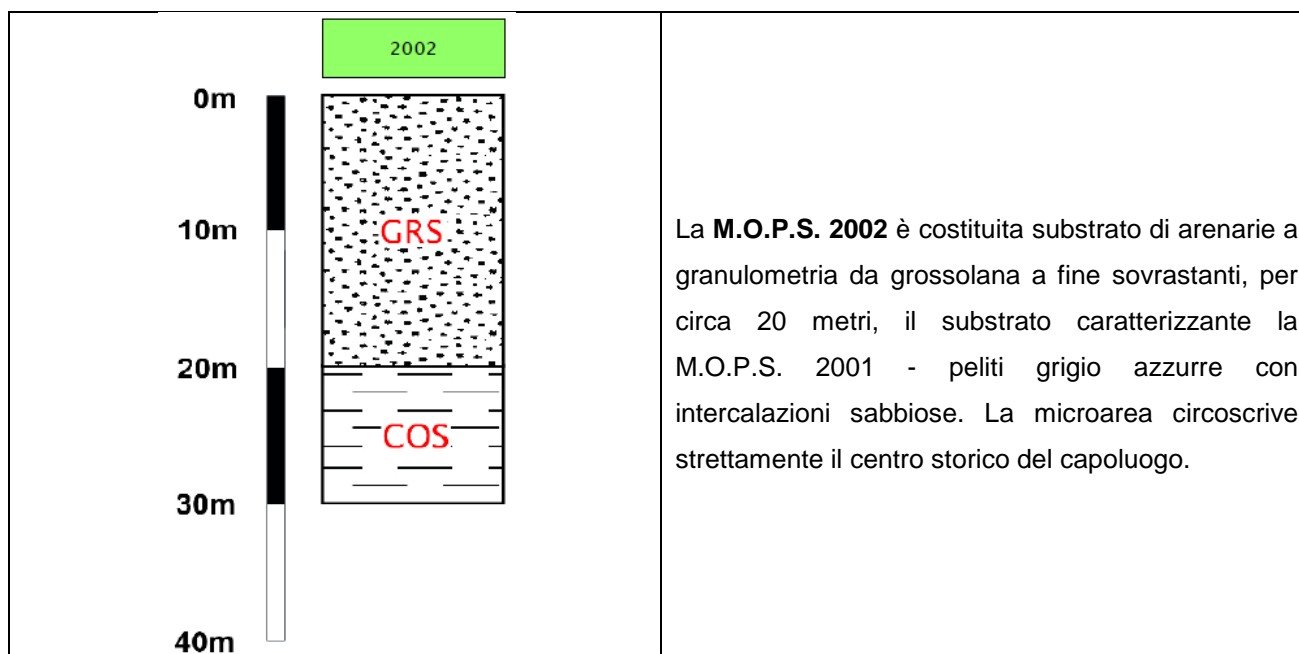 2002
0m
10m
GRS
20m
COS
30m
40m
La M.O.P.S. 2002 è costituita substrato di arenarie a
granulometria da grossolana a fine sovrastanti, per
circa 20 metri, il substrato caratterizzante la
M.O.P.S. 2001 - peliti grigio azzurre con
intercalazioni sabbiose. La microarea circoscrive
strettamente il centro storico del capoluogo.